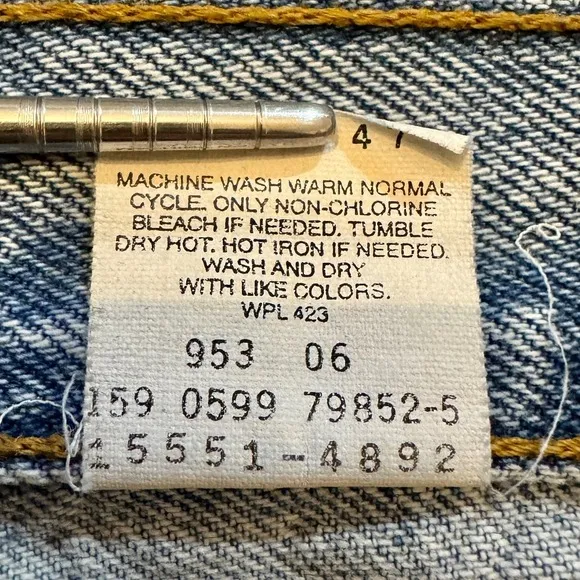 4 7
MACHINE WASH WARM NORMAL
CYCLE. ONLY NON-CHLORINE
BLEACH IF NEEDED. TUMBLE
DRY HOT. HOT IRON IF NEEDED.
WASH AND DRY
WITH LIKE COLORS.
WPL 423
953 06
159 0599 79852-5
15551-4892